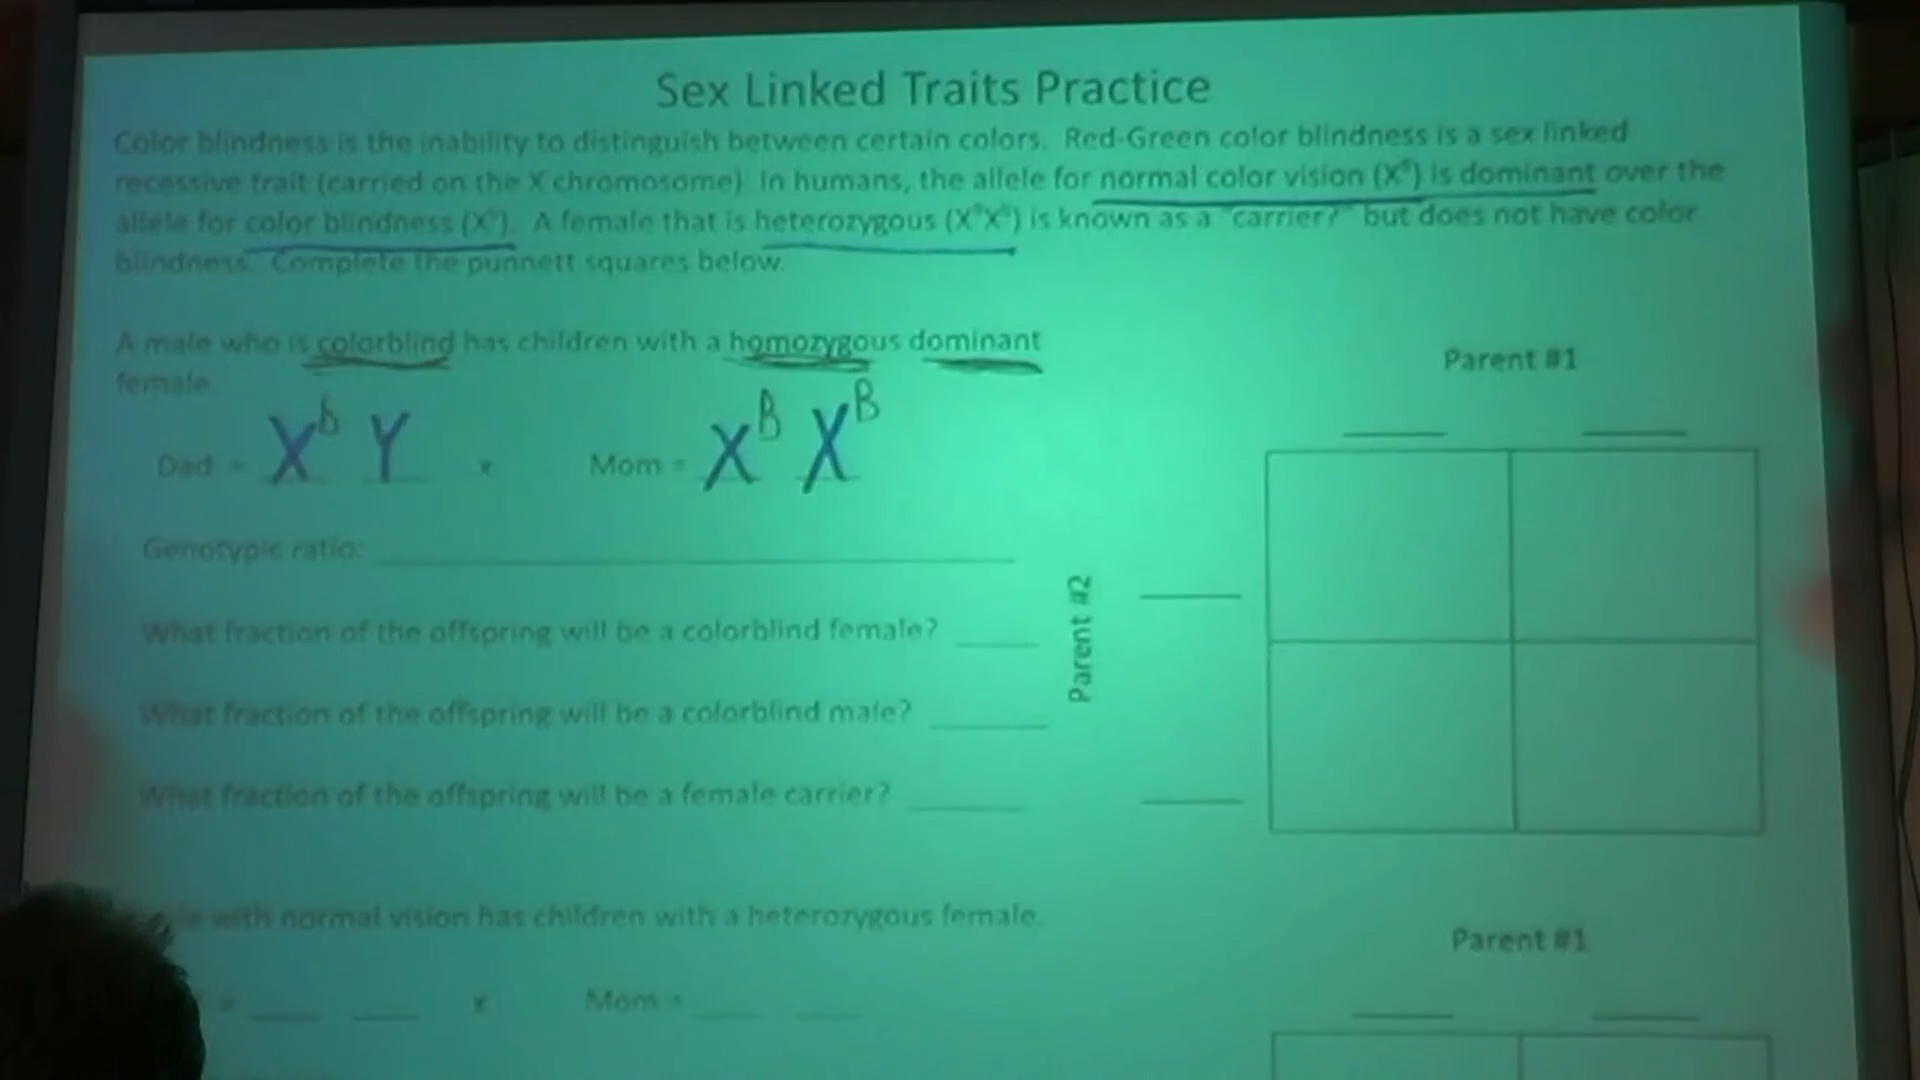 Sex Linked Traits Practice
Color blindness is the inability to distinguish between certain colors. Red-Green color blindness is a sex linked
recessive trait (carried on the X chromosome). In humans, the allele for normal color vision (Xᴮ) is dominant over the
allele for color blindness (Xᵇ). A female that is heterozygous (XᴮXᵇ) is known as a "carrier?" but does not have color
blindness. Complete the punnett squares below.
A male who is colorblind has children with a homozygous dominant
female.
Dad = Xᵇ Y x Mom = Xᴮ Xᴮ
Genotypic ratio:
What fraction of the offspring will be a colorblind female?
What fraction of the offspring will be a colorblind male?
What fraction of the offspring will be a female carrier?
Parent #1
Parent #2
with normal vision has children with a heterozygous female.
= x Mom =
Parent #1